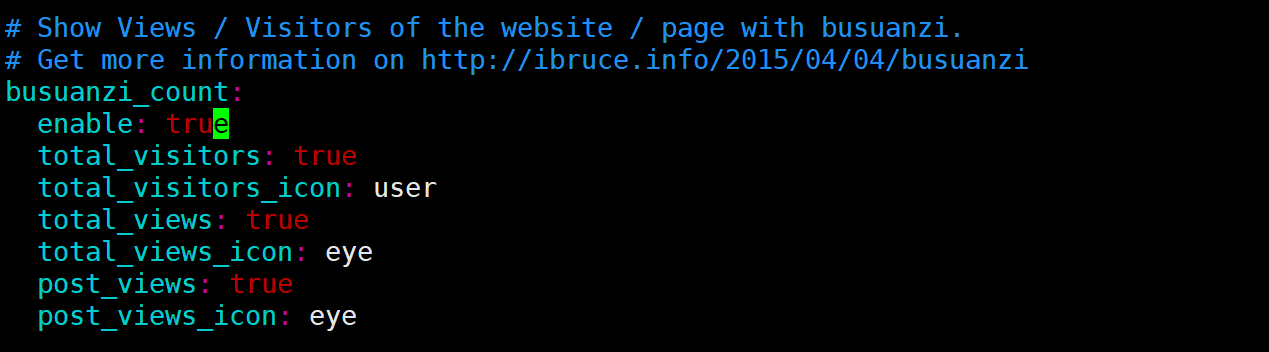 # Show Views / Visitors of the website / page with busuanzi.
# Get more information on http://ibruce.info/2015/04/04/busuanzi
busuanzi_count:
  enable: true
  total_visitors: true
  total_visitors_icon: user
  total_views: true
  total_views_icon: eye
  post_views: true
  post_views_icon: eye